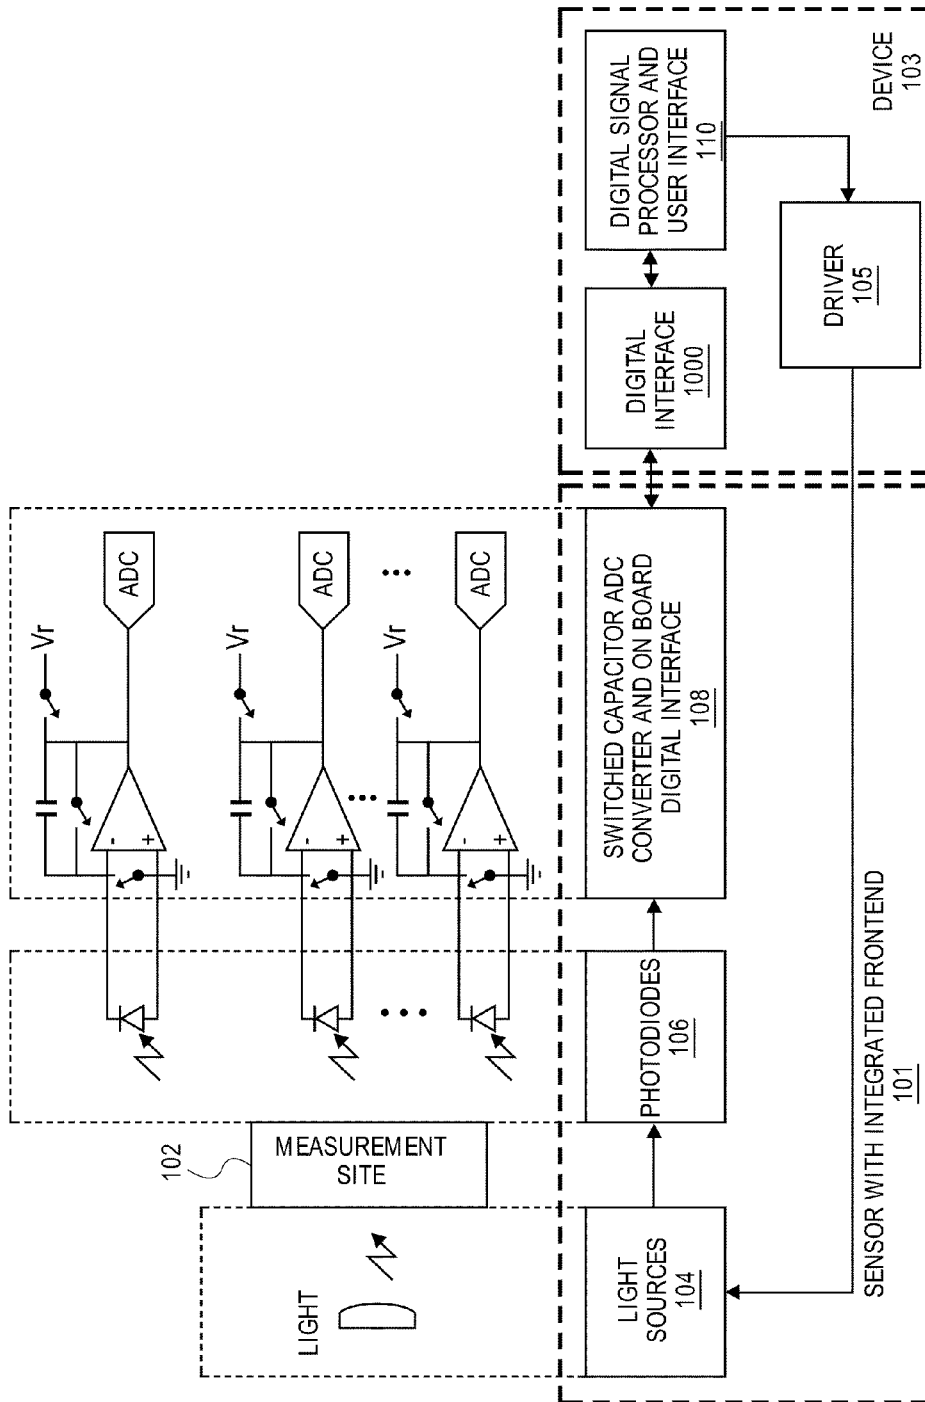 LIGHT
102
MEASUREMENT
SITE
Vr
ADC
-
+
Vr
ADC
-
+
Vr
ADC
-
+
LIGHT
SOURCES
104
PHOTODIODES
106
SWITCHED CAPACITOR ADC
CONVERTER AND ON BOARD
DIGITAL INTERFACE
108
DIGITAL
INTERFACE
1000
DIGITAL SIGNAL
PROCESSOR AND
USER INTERFACE
110
DRIVER
105
DEVICE
103
SENSOR WITH INTEGRATED FRONTEND
101